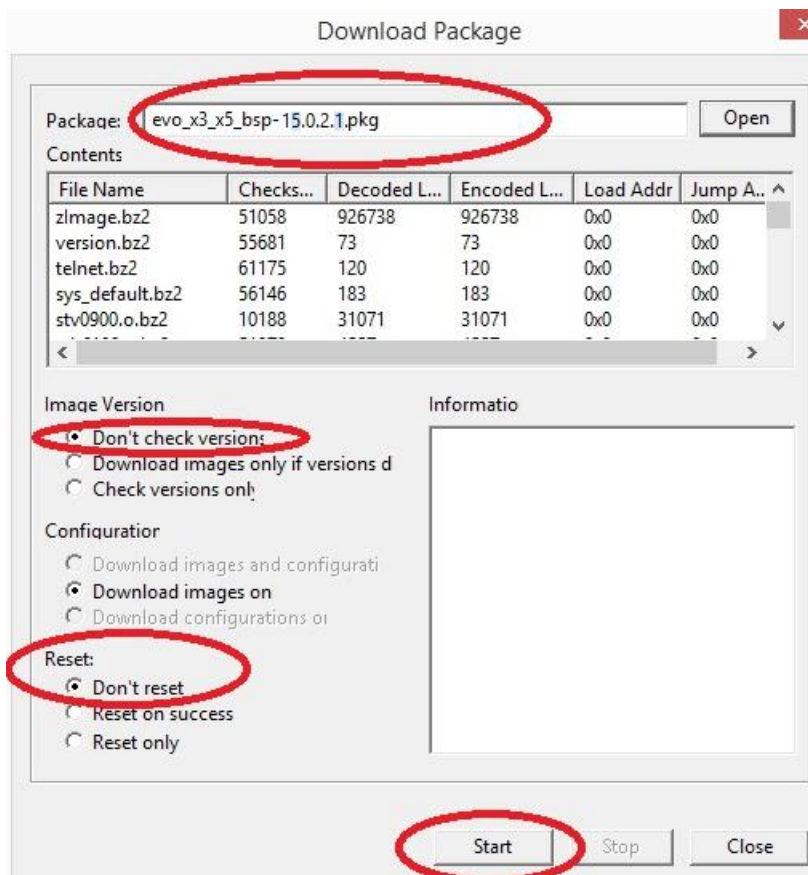 Download Package
Package: evo_x3_x5_bsp-15.0.2.1.pkg Open
Contents
File Name Checks... Decoded L... Encoded L... Load Addr Jump A..
zImage.bz2 51058 926738 926738 0x0 0x0
version.bz2 55681 73 73 0x0 0x0
telnet.bz2 61175 120 120 0x0 0x0
sys_default.bz2 56146 183 183 0x0 0x0
stv0900.o.bz2 10188 31071 31071 0x0 0x0
Image Version Informatio
Don't check versions
Download images only if versions d
Check versions only
Configuration
Download images and configurati
Download images on
Download configurations or
Reset:
Don't reset
Reset on success
Reset only
Start Stop Close